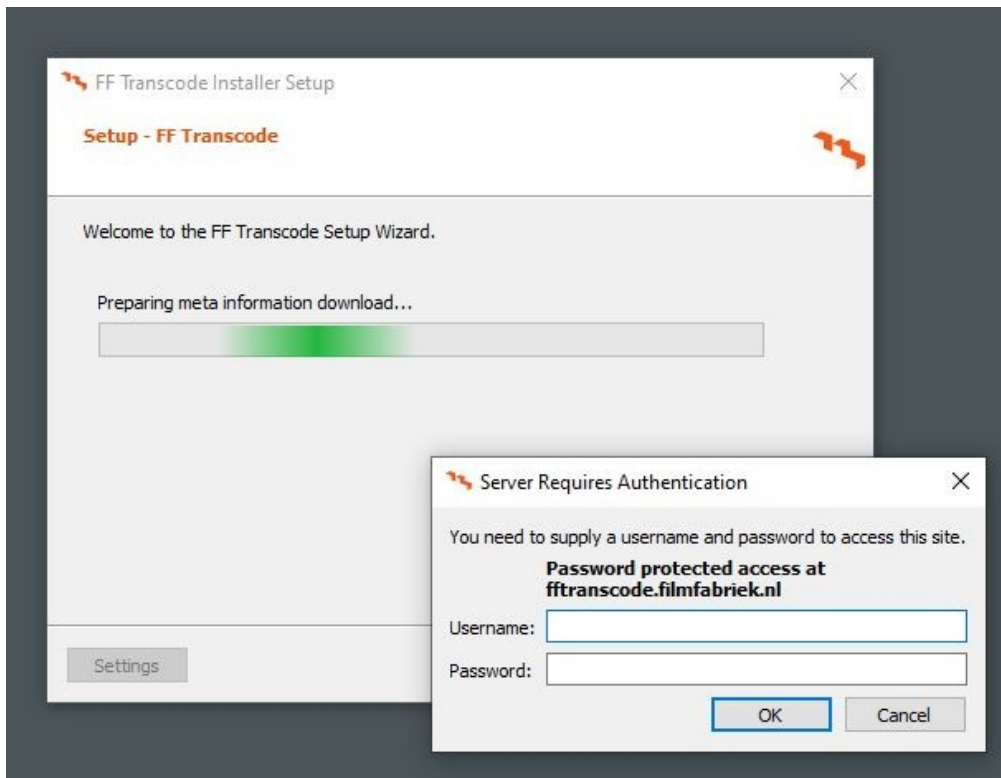 FF Transcode Installer Setup
Setup - FF Transcode
Welcome to the FF Transcode Setup Wizard.
Preparing meta information download...
Settings
Server Requires Authentication
You need to supply a username and password to access this site.
Password protected access at
fftranscode.filmfabriek.nl
Username:
Password:
OK
Cancel